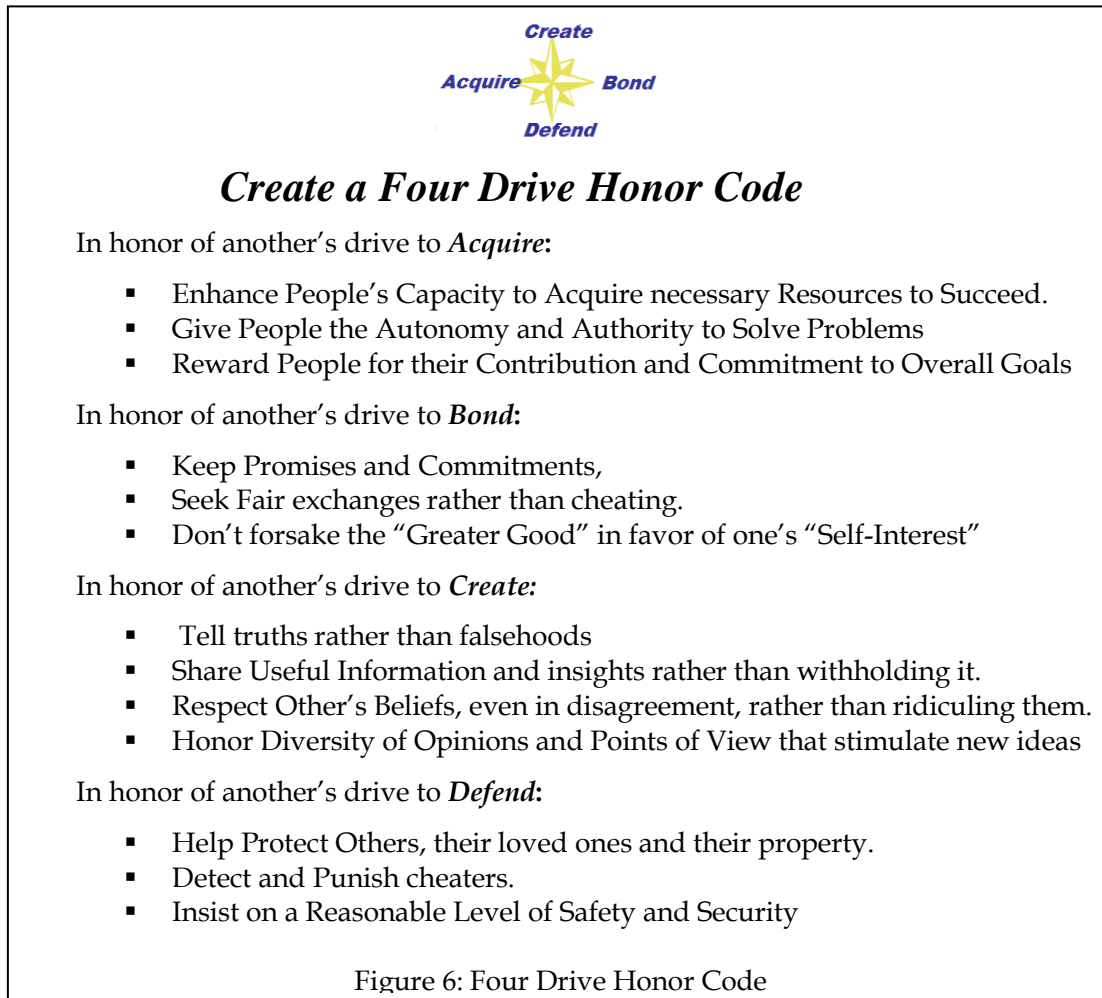 Create
Acquire Bond
Defend
Create a Four Drive Honor Code
In honor of another’s drive to Acquire:
▪ Enhance People’s Capacity to Acquire necessary Resources to Succeed.
▪ Give People the Autonomy and Authority to Solve Problems
▪ Reward People for their Contribution and Commitment to Overall Goals
In honor of another’s drive to Bond:
▪ Keep Promises and Commitments,
▪ Seek Fair exchanges rather than cheating.
▪ Don’t forsake the “Greater Good” in favor of one’s “Self-Interest”
In honor of another’s drive to Create:
▪ Tell truths rather than falsehoods
▪ Share Useful Information and insights rather than withholding it.
▪ Respect Other’s Beliefs, even in disagreement, rather than ridiculing them.
▪ Honor Diversity of Opinions and Points of View that stimulate new ideas
In honor of another’s drive to Defend:
▪ Help Protect Others, their loved ones and their property.
▪ Detect and Punish cheaters.
▪ Insist on a Reasonable Level of Safety and Security
Figure 6: Four Drive Honor Code